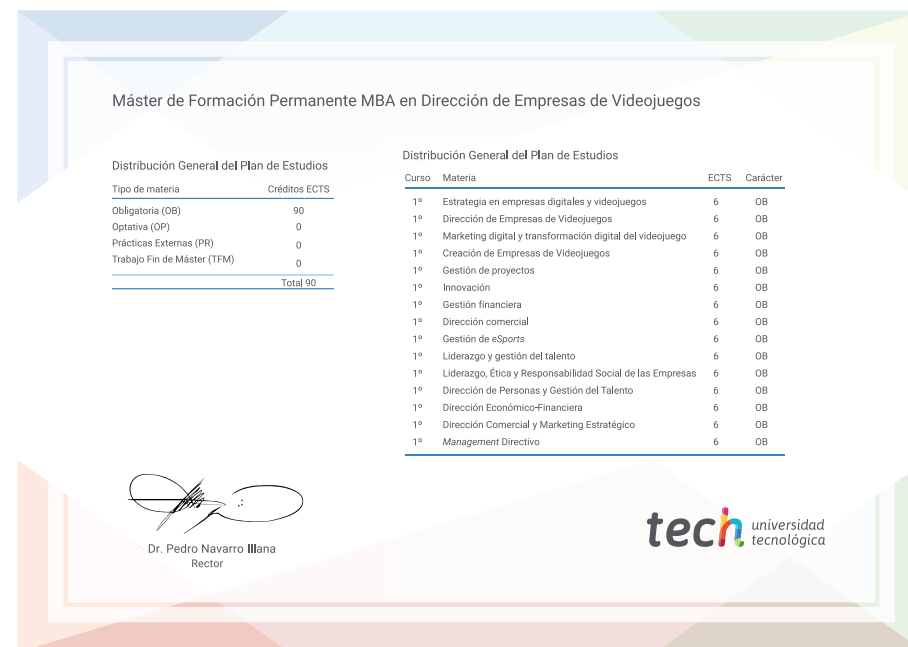 Máster de Formación Permanente MBA en Dirección de Empresas de Videojuegos
Distribución General del Plan de Estudios
Tipo de materia Créditos ECTS
Obligatoria (OB) 90
Optativa (OP) 0
Prácticas Externas (PR) 0
Trabajo Fin de Máster (TFM) 0
Total 90
Distribución General del Plan de Estudios
Curso Materia ECTS Carácter
1º Estrategia en empresas digitales y videojuegos 6 OB
1º Dirección de Empresas de Videojuegos 6 OB
1º Marketing digital y transformación digital del videojuego 6 OB
1º Creación de Empresas de Videojuegos 6 OB
1º Gestión de proyectos 6 OB
1º Innovación 6 OB
1º Gestión financiera 6 OB
1º Dirección comercial 6 OB
1º Gestión de eSports 6 OB
1º Liderazgo y gestión del talento 6 OB
1º Liderazgo, Ética y Responsabilidad Social de las Empresas 6 OB
1º Dirección de Personas y Gestión del Talento 6 OB
1º Dirección Económico-Financiera 6 OB
1º Dirección Comercial y Marketing Estratégico 6 OB
1º Management Directivo 6 OB
Dr. Pedro Navarro Illana
Rector
tech universidad
tecnológica